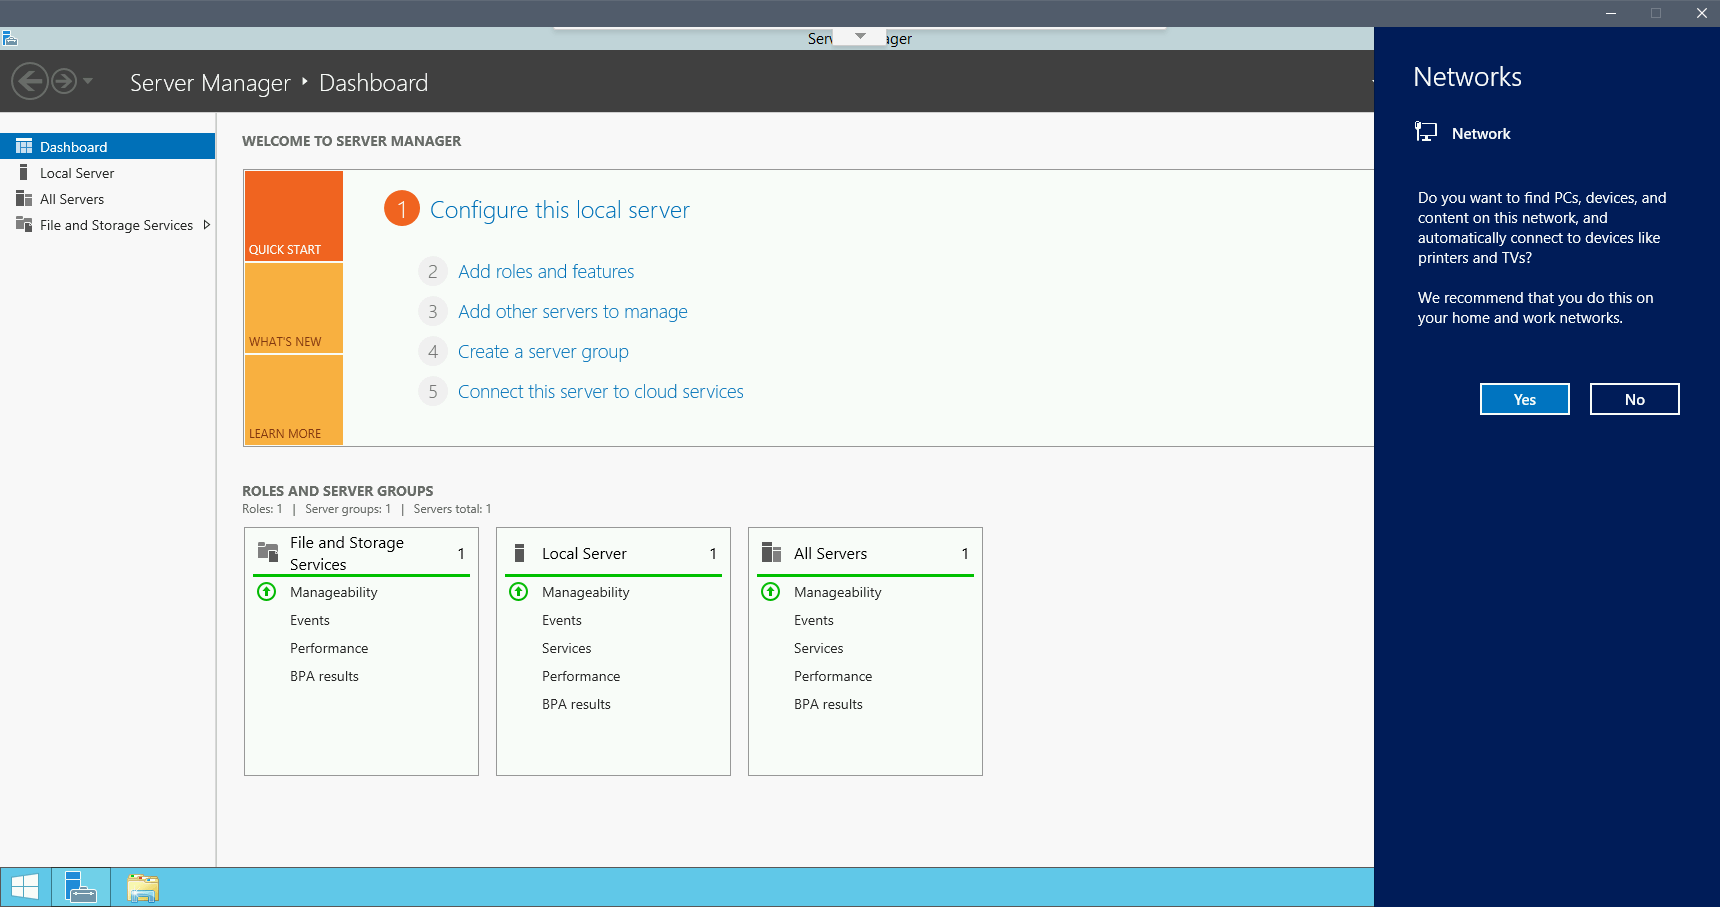 Server Manager ‣ Dashboard
Dashboard
Local Server
All Servers
File and Storage Services
WELCOME TO SERVER MANAGER
QUICK START
WHAT'S NEW
LEARN MORE
1 Configure this local server
2 Add roles and features
3 Add other servers to manage
4 Create a server group
5 Connect this server to cloud services
ROLES AND SERVER GROUPS
Roles: 1 | Server groups: 1 | Servers total: 1
File and Storage
Services 1
Manageability
Events
Performance
BPA results
Local Server 1
Manageability
Events
Services
Performance
BPA results
All Servers 1
Manageability
Events
Services
Performance
BPA results
Networks
Network
Do you want to find PCs, devices, and
content on this network, and
automatically connect to devices like
printers and TVs?
We recommend that you do this on
your home and work networks.
Yes No